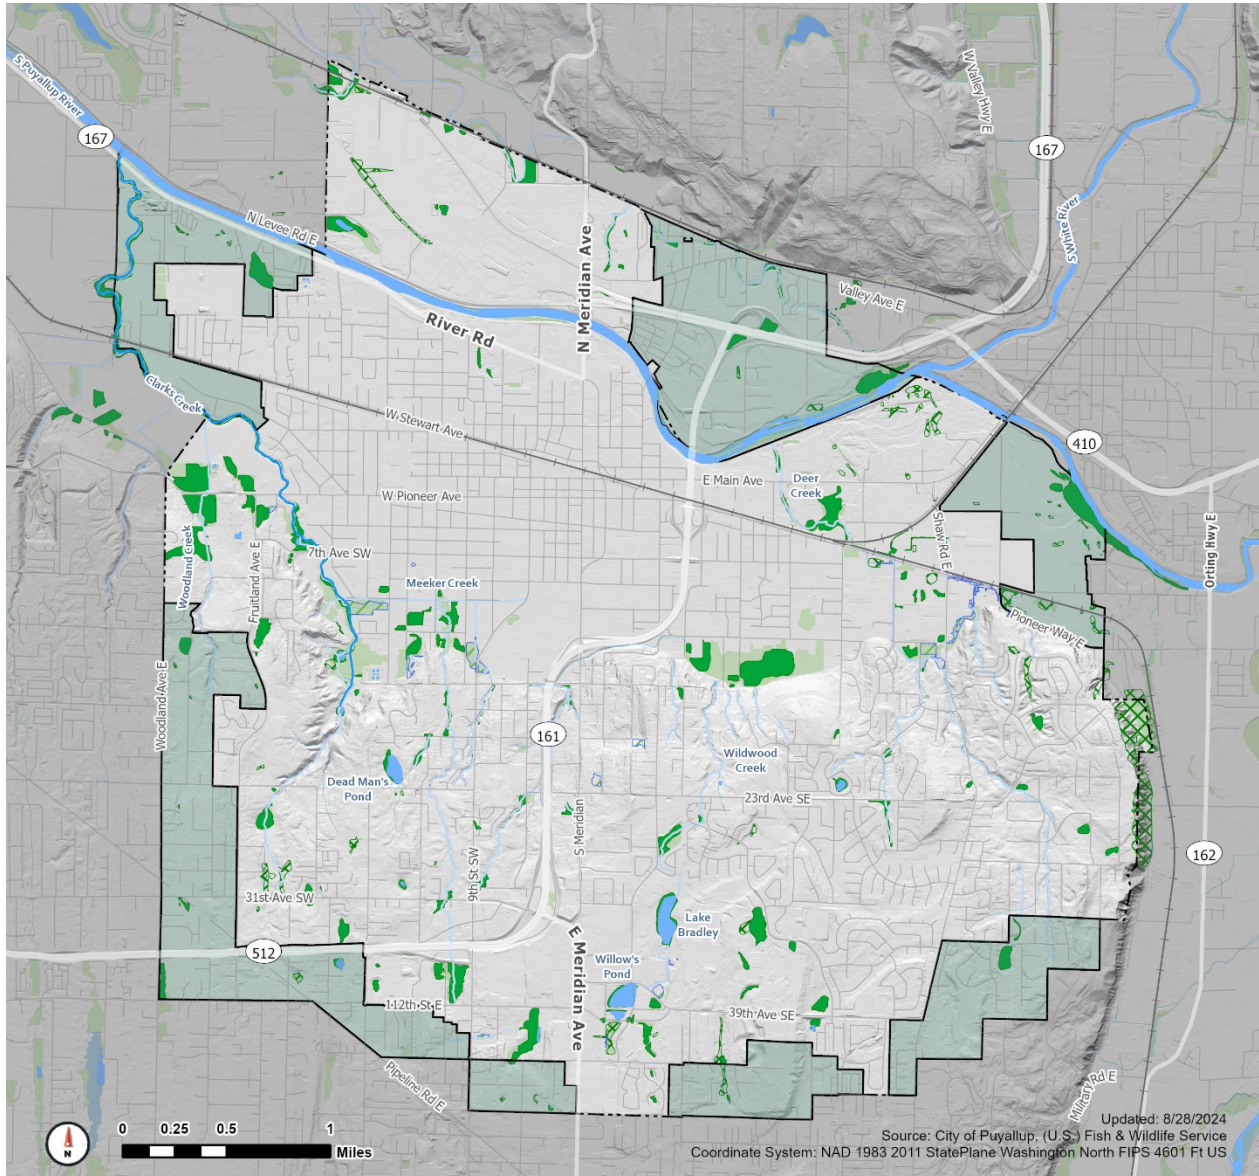 S Puyallup River
167
W Valley Hwy E
167
S White River
N Levee Rd E
N Meridian Ave
Valley Ave E
River Rd
Clarks Creek
W Stewart Ave
410
E Main Ave
Deer
Creek
W Pioneer Ave
Shaw Rd E
Orting Hwy E
7th Ave SW
Woodland Creek
Fruitland Ave E
Meeker Creek
Pioneer Way E
Woodland Ave E
161
Wildwood
Creek
Dead Man's
Pond
23rd Ave SE
S Meridian
162
9th St SW
31st Ave SW
Lake
Bradley
512
E Meridian Ave
Willow's
Pond
112th St E
39th Ave SE
Pipeline Rd E
Military Rd E
N
0 0.25 0.5 1
Miles
Updated: 8/28/2024
Source: City of Puyallup, (U.S.) Fish & Wildlife Service
Coordinate System: NAD 1983 2011 StatePlane Washington North FIPS 4601 Ft US